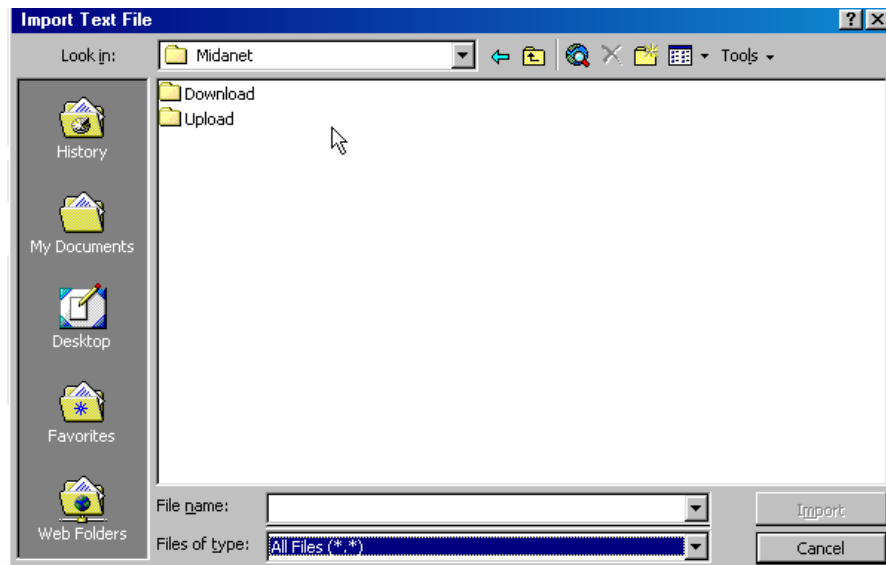 Import Text File
Look in: Midanet Tools
Download
Upload
History
My Documents
Desktop
Favorites
Web Folders
File name: Import
Files of type: All Files (*.*) Cancel